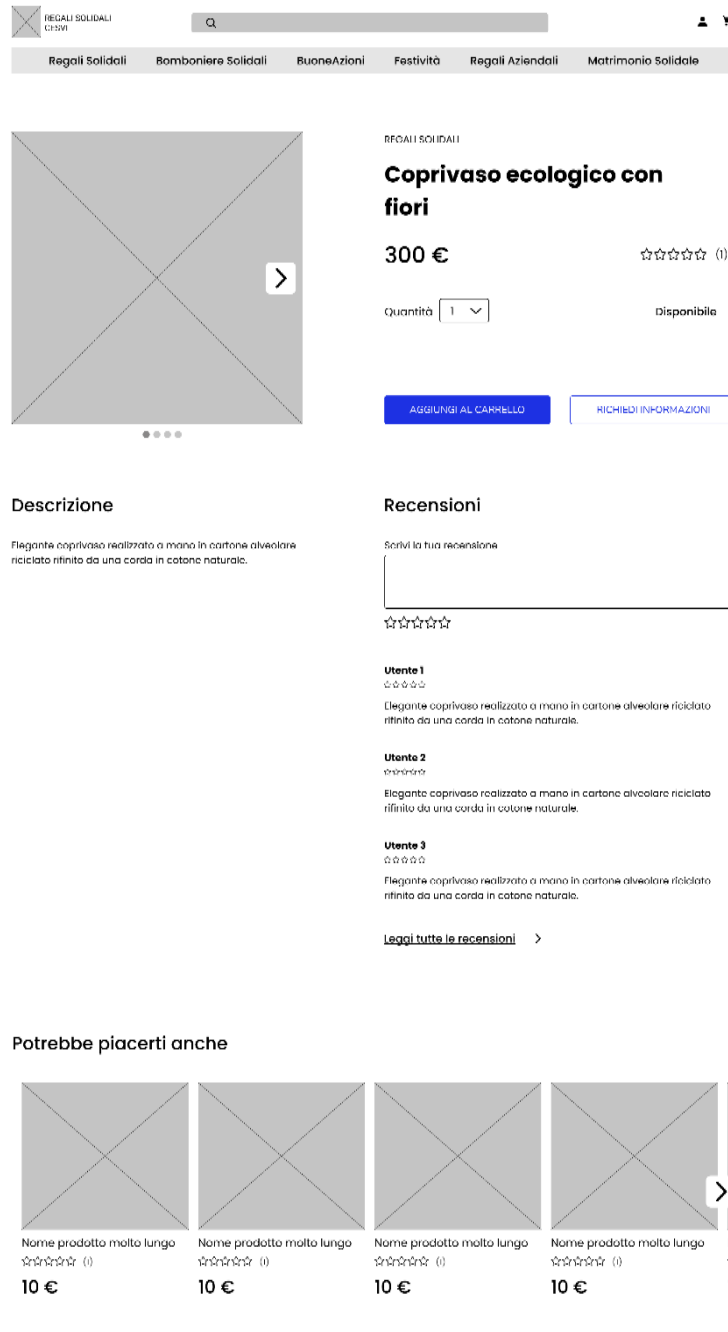 REGALI SOLIDALI
CESVI
Regali Solidali Bomboniere Solidali BuoneAzioni Festività Regali Aziendali Matrimonio Solidale
REGALI SOLIDALI
Coprivaso ecologico con
fiori
300 €
(1)
Quantità 1
Disponibile
AGGIUNGI AL CARRELLO
RICHIEDI INFORMAZIONI
Descrizione
Elegante coprivaso realizzato a mano in cartone alveolare
riciclato rifinito da una corda in cotone naturale.
Recensioni
Scrivi la tua recensione
Utente 1
Elegante coprivaso realizzato a mano in cartone alveolare riciclato
rifinito da una corda in cotone naturale.
Utente 2
Elegante coprivaso realizzato a mano in cartone alveolare riciclato
rifinito da una corda in cotone naturale.
Utente 3
Elegante coprivaso realizzato a mano in cartone alveolare riciclato
rifinito da una corda in cotone naturale.
Leggi tutte le recensioni
Potrebbe piacerti anche
Nome prodotto molto lungo
(1)
10 €
Nome prodotto molto lungo
(1)
10 €
Nome prodotto molto lungo
(1)
10 €
Nome prodotto molto lungo
(1)
10 €